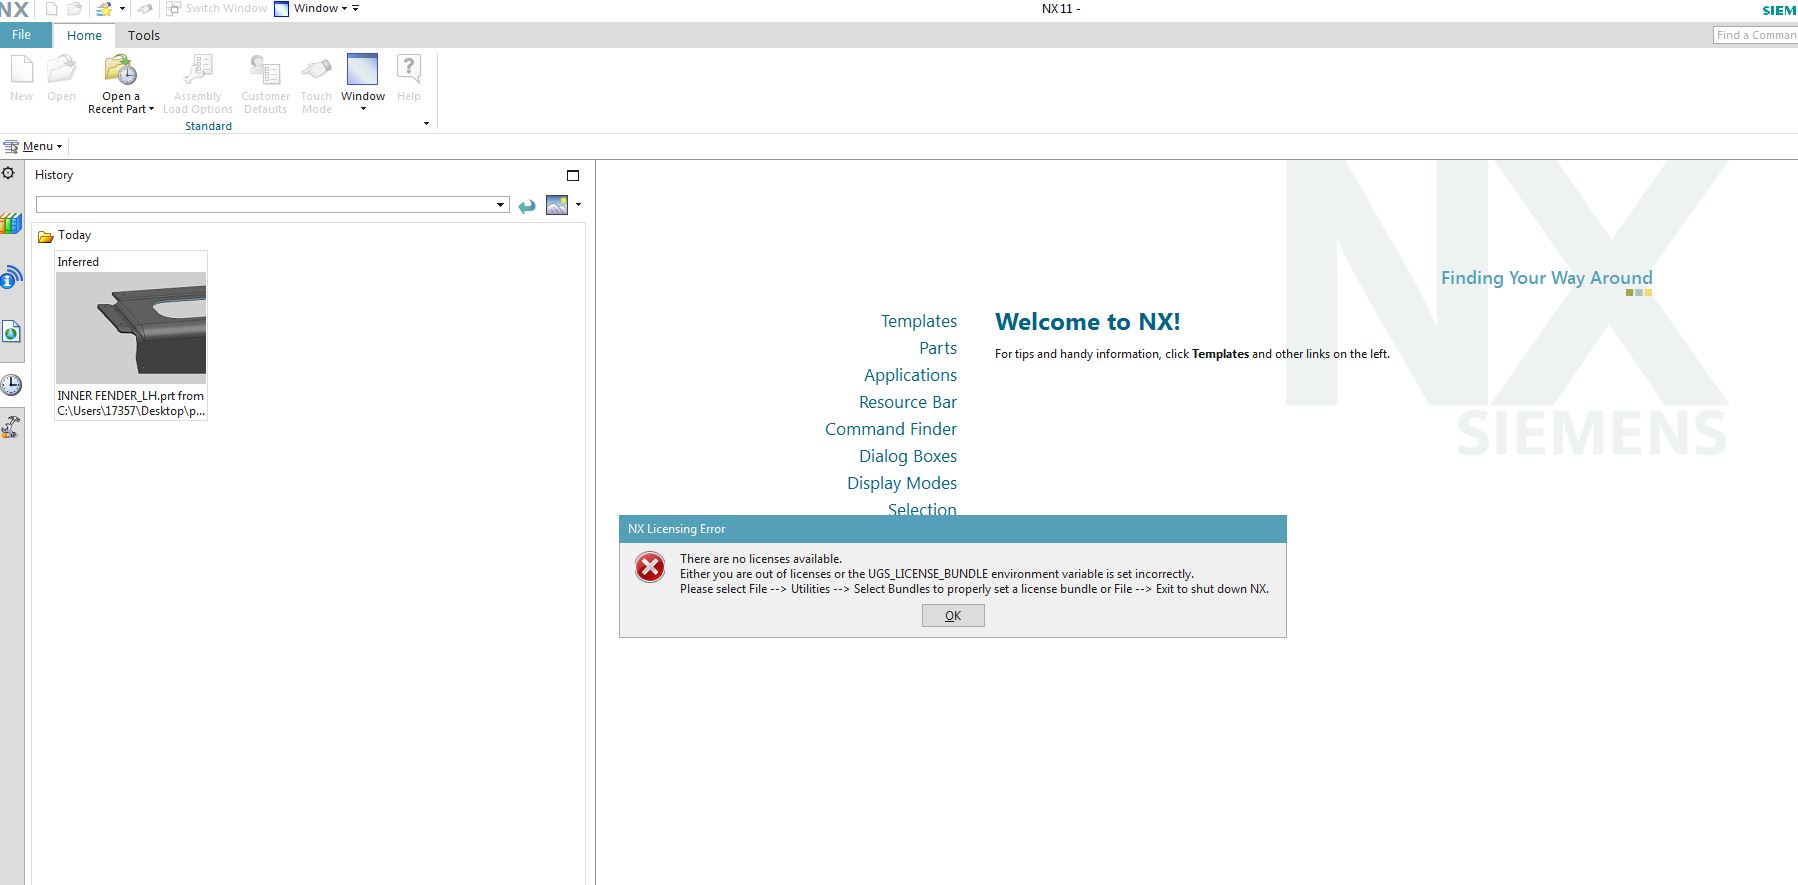 NX
Switch Window
Window
NX 11 -
SIEM
File
Home
Tools
Find a Comman
New
Open
Open a
Recent Part
Assembly
Load Options
Customer
Defaults
Touch
Mode
Window
Help
Standard
Menu
History
Today
Inferred
INNER FENDER_LH.prt from
C:\Users\17357\Desktop\p...
NX
SIEMENS
Finding Your Way Around
Templates
Parts
Applications
Resource Bar
Command Finder
Dialog Boxes
Display Modes
Selection
Welcome to NX!
For tips and handy information, click Templates and other links on the left.
NX Licensing Error
There are no licenses available.
Either you are out of licenses or the UGS_LICENSE_BUNDLE environment variable is set incorrectly.
Please select File --> Utilities --> Select Bundles to properly set a license bundle or File --> Exit to shut down NX.
OK